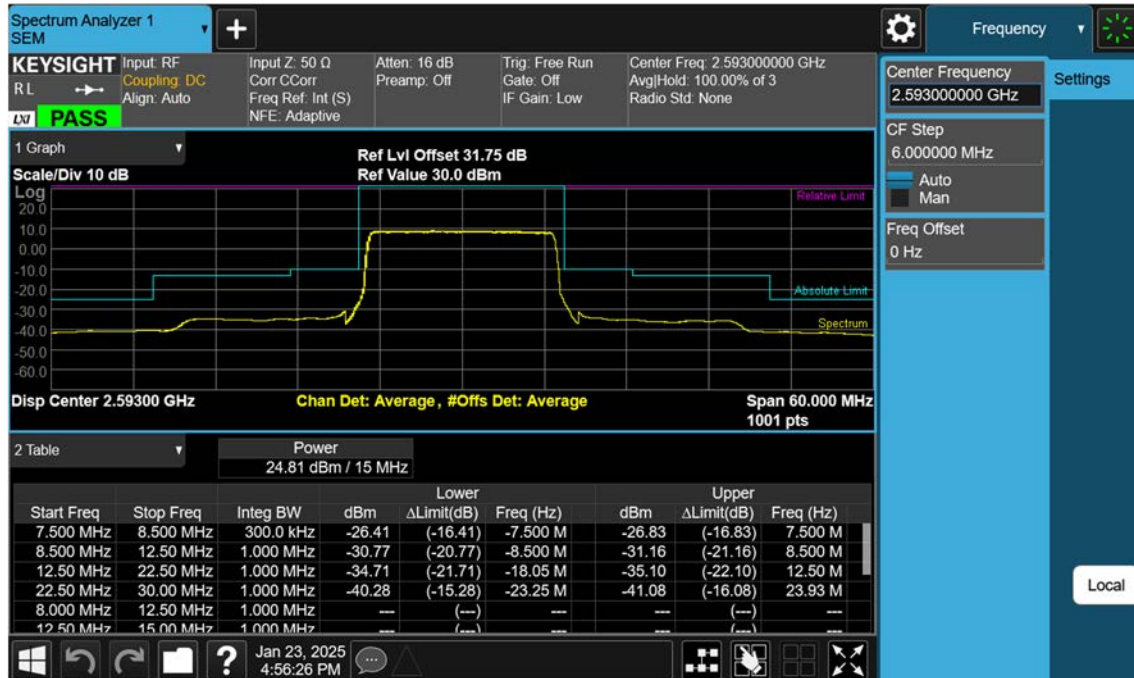 Spectrum Analyzer 1
SEM
+
Frequency
KEYSIGHT
R L
LXI
PASS
Input: RF
Coupling: DC
Align: Auto
Input Z: 50 Ω
Corr CCorr
Freq Ref: Int (S)
NFE: Adaptive
Atten: 16 dB
Preamp: Off
Trig: Free Run
Gate: Off
IF Gain: Low
Center Freq: 2.593000000 GHz
Avg|Hold: 100.00% of 3
Radio Std: None
Center Frequency
2.593000000 GHz
Settings
CF Step
6.000000 MHz
Auto
Man
Freq Offset
0 Hz
1 Graph
Ref Lvl Offset 31.75 dB
Scale/Div 10 dB
Ref Value 30.0 dBm
Log
20.0
10.0
0.00
-10.0
-20.0
-30.0
-40.0
-50.0
-60.0
Relative Limit
Absolute Limit
Spectrum
Disp Center 2.59300 GHz
Chan Det: Average, #Offs Det: Average
Span 60.000 MHz
1001 pts
2 Table
Power
24.81 dBm / 15 MHz
Lower Upper
Start Freq Stop Freq Integ BW dBm ΔLimit(dB) Freq (Hz) dBm ΔLimit(dB) Freq (Hz)
7.500 MHz 8.500 MHz 300.0 kHz -26.41 (-16.41) -7.500 M -26.83 (-16.83) 7.500 M
8.500 MHz 12.50 MHz 1.000 MHz -30.77 (-20.77) -8.500 M -31.16 (-21.16) 8.500 M
12.50 MHz 22.50 MHz 1.000 MHz -34.71 (-21.71) -18.05 M -35.10 (-22.10) 12.50 M
22.50 MHz 30.00 MHz 1.000 MHz -40.28 (-15.28) -23.25 M -41.08 (-16.08) 23.93 M
8.000 MHz 12.50 MHz 1.000 MHz --- (---) --- --- (---) ---
12.50 MHz 15.00 MHz 1.000 MHz --- (---) --- --- (---) ---
Local
?
Jan 23, 2025
4:56:26 PM